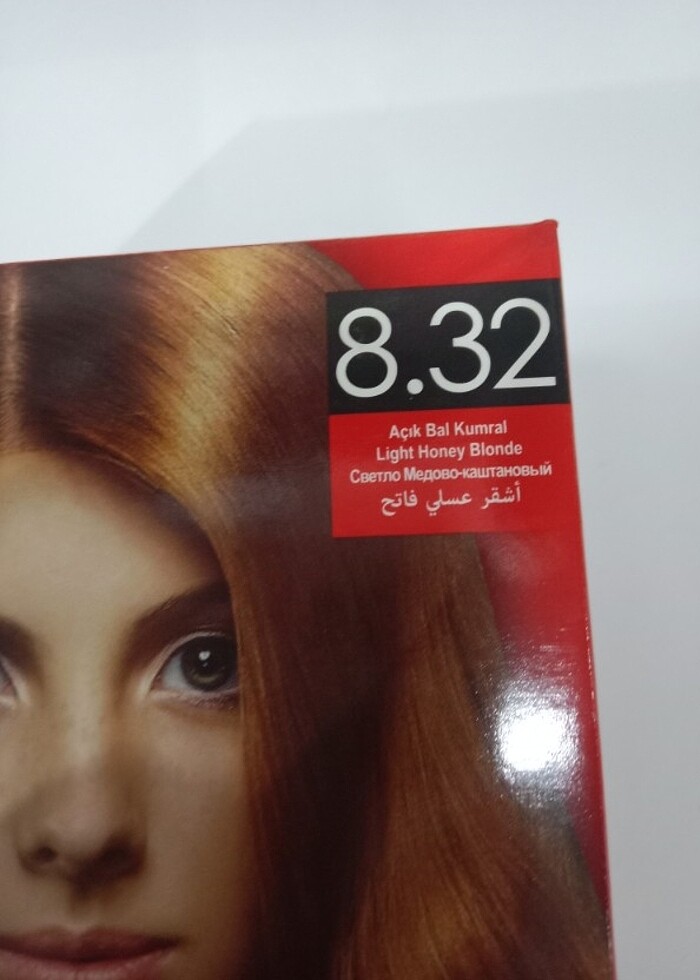 8.32
Açık Bal Kumral
Light Honey Blonde
Светло Медово-каштановый
أشقر عسلي فاتح